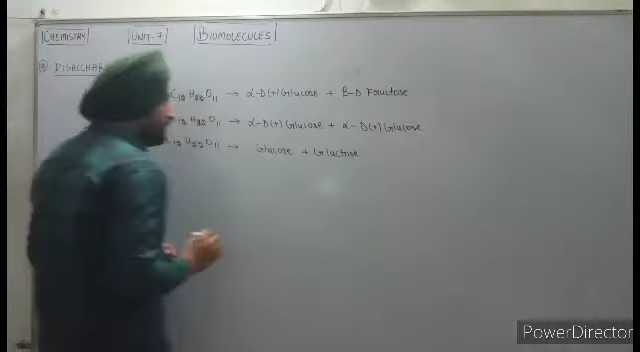 CHEMISTRY UNIT-7 BIOMOLECULES
DISACCHAR
C12 H22 O11 → α-D(+) Glucose + β-D Fructose
12 H22 O11 → α-D(+) Glucose + α-D(+) Glucose
12 H22 O11 → Glucose + Glactose
PowerDirector